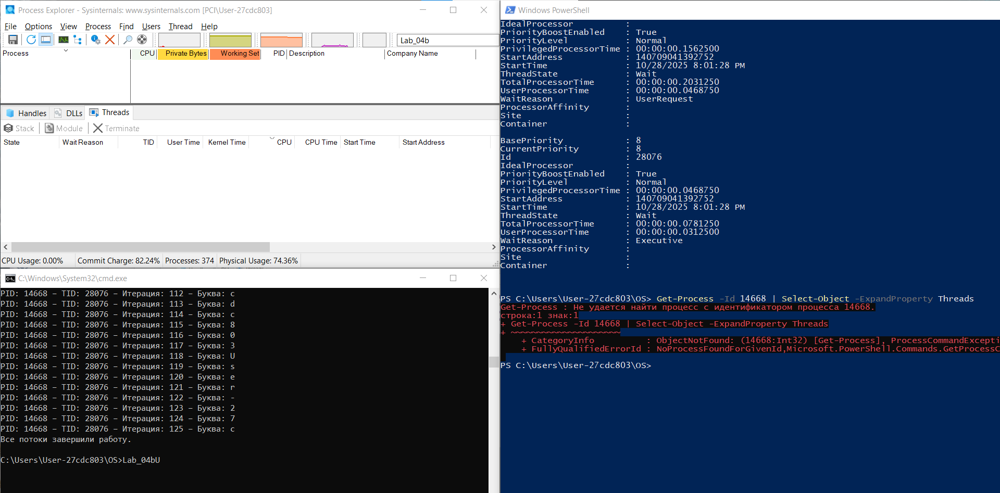 Process Explorer - Sysinternals: www.sysinternals.com [PCI\User-27cdc803]
File Options View Process Find Users Thread Help
Lab_04b
Process CPU Private Bytes Working Set PID Description Company Name
Handles DLLs Threads
Stack Module Terminate
State Wait Reason TID User Time Kernel Time CPU CPU Time Start Time Start Address
CPU Usage: 0.00% Commit Charge: 82.24% Processes: 374 Physical Usage: 74.36%
C:\Windows\System32\cmd.exe
PID: 14668 – TID: 28076 – Итерация: 112 – Буква: c
PID: 14668 – TID: 28076 – Итерация: 113 – Буква: d
PID: 14668 – TID: 28076 – Итерация: 114 – Буква: c
PID: 14668 – TID: 28076 – Итерация: 115 – Буква: 8
PID: 14668 – TID: 28076 – Итерация: 116 – Буква: 0
PID: 14668 – TID: 28076 – Итерация: 117 – Буква: 3
PID: 14668 – TID: 28076 – Итерация: 118 – Буква: U
PID: 14668 – TID: 28076 – Итерация: 119 – Буква: s
PID: 14668 – TID: 28076 – Итерация: 120 – Буква: e
PID: 14668 – TID: 28076 – Итерация: 121 – Буква: r
PID: 14668 – TID: 28076 – Итерация: 122 – Буква: -
PID: 14668 – TID: 28076 – Итерация: 123 – Буква: 2
PID: 14668 – TID: 28076 – Итерация: 124 – Буква: 7
PID: 14668 – TID: 28076 – Итерация: 125 – Буква: c
Все потоки завершили работу.
C:\Users\User-27cdc803\OS>Lab_04bU
Windows PowerShell
IdealProcessor :
PriorityBoostEnabled : True
PriorityLevel : Normal
PrivilegedProcessorTime : 00:00:00.1562500
StartAddress : 140709041392752
StartTime : 10/28/2025 8:01:28 PM
ThreadState : Wait
TotalProcessorTime : 00:00:00.2031250
UserProcessorTime : 00:00:00.0468750
WaitReason : UserRequest
ProcessorAffinity :
Site :
Container :
BasePriority : 8
CurrentPriority : 8
Id : 28076
IdealProcessor :
PriorityBoostEnabled : True
PriorityLevel : Normal
PrivilegedProcessorTime : 00:00:00.0468750
StartAddress : 140709041392752
StartTime : 10/28/2025 8:01:28 PM
ThreadState : Wait
TotalProcessorTime : 00:00:00.0781250
UserProcessorTime : 00:00:00.0312500
WaitReason : Executive
ProcessorAffinity :
Site :
Container :
PS C:\Users\User-27cdc803\OS> Get-Process -Id 14668 | Select-Object -ExpandProperty Threads
Get-Process : Не удается найти процесс с идентификатором процесса 14668.
строка:1 знак:1
+ Get-Process -Id 14668 | Select-Object -ExpandProperty Threads
+ ~~~~~~~~~~~~~~~~~~~~~
+ CategoryInfo : ObjectNotFound: (14668:Int32) [Get-Process], ProcessCommandExcepti
+ FullyQualifiedErrorId : NoProcessFoundForGivenId,Microsoft.PowerShell.Commands.GetProcessC
PS C:\Users\User-27cdc803\OS>